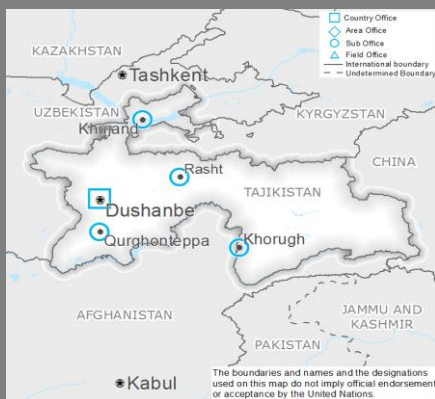 Country Office
Area Office
Sub Office
Field Office
International boundary
Undetermined Boundary
KAZAKHSTAN
Tashkent
UZBEKISTAN
KYRGYZSTAN
Khujand
CHINA
Rasht
TAJIKISTAN
Dushanbe
Qurghonteppa
Khorugh
AFGHANISTAN
JAMMU AND
KASHMIR
PAKISTAN
Kabul
The boundaries and names and the designations
used on this map do not imply official endorsement
or acceptance by the United Nations.